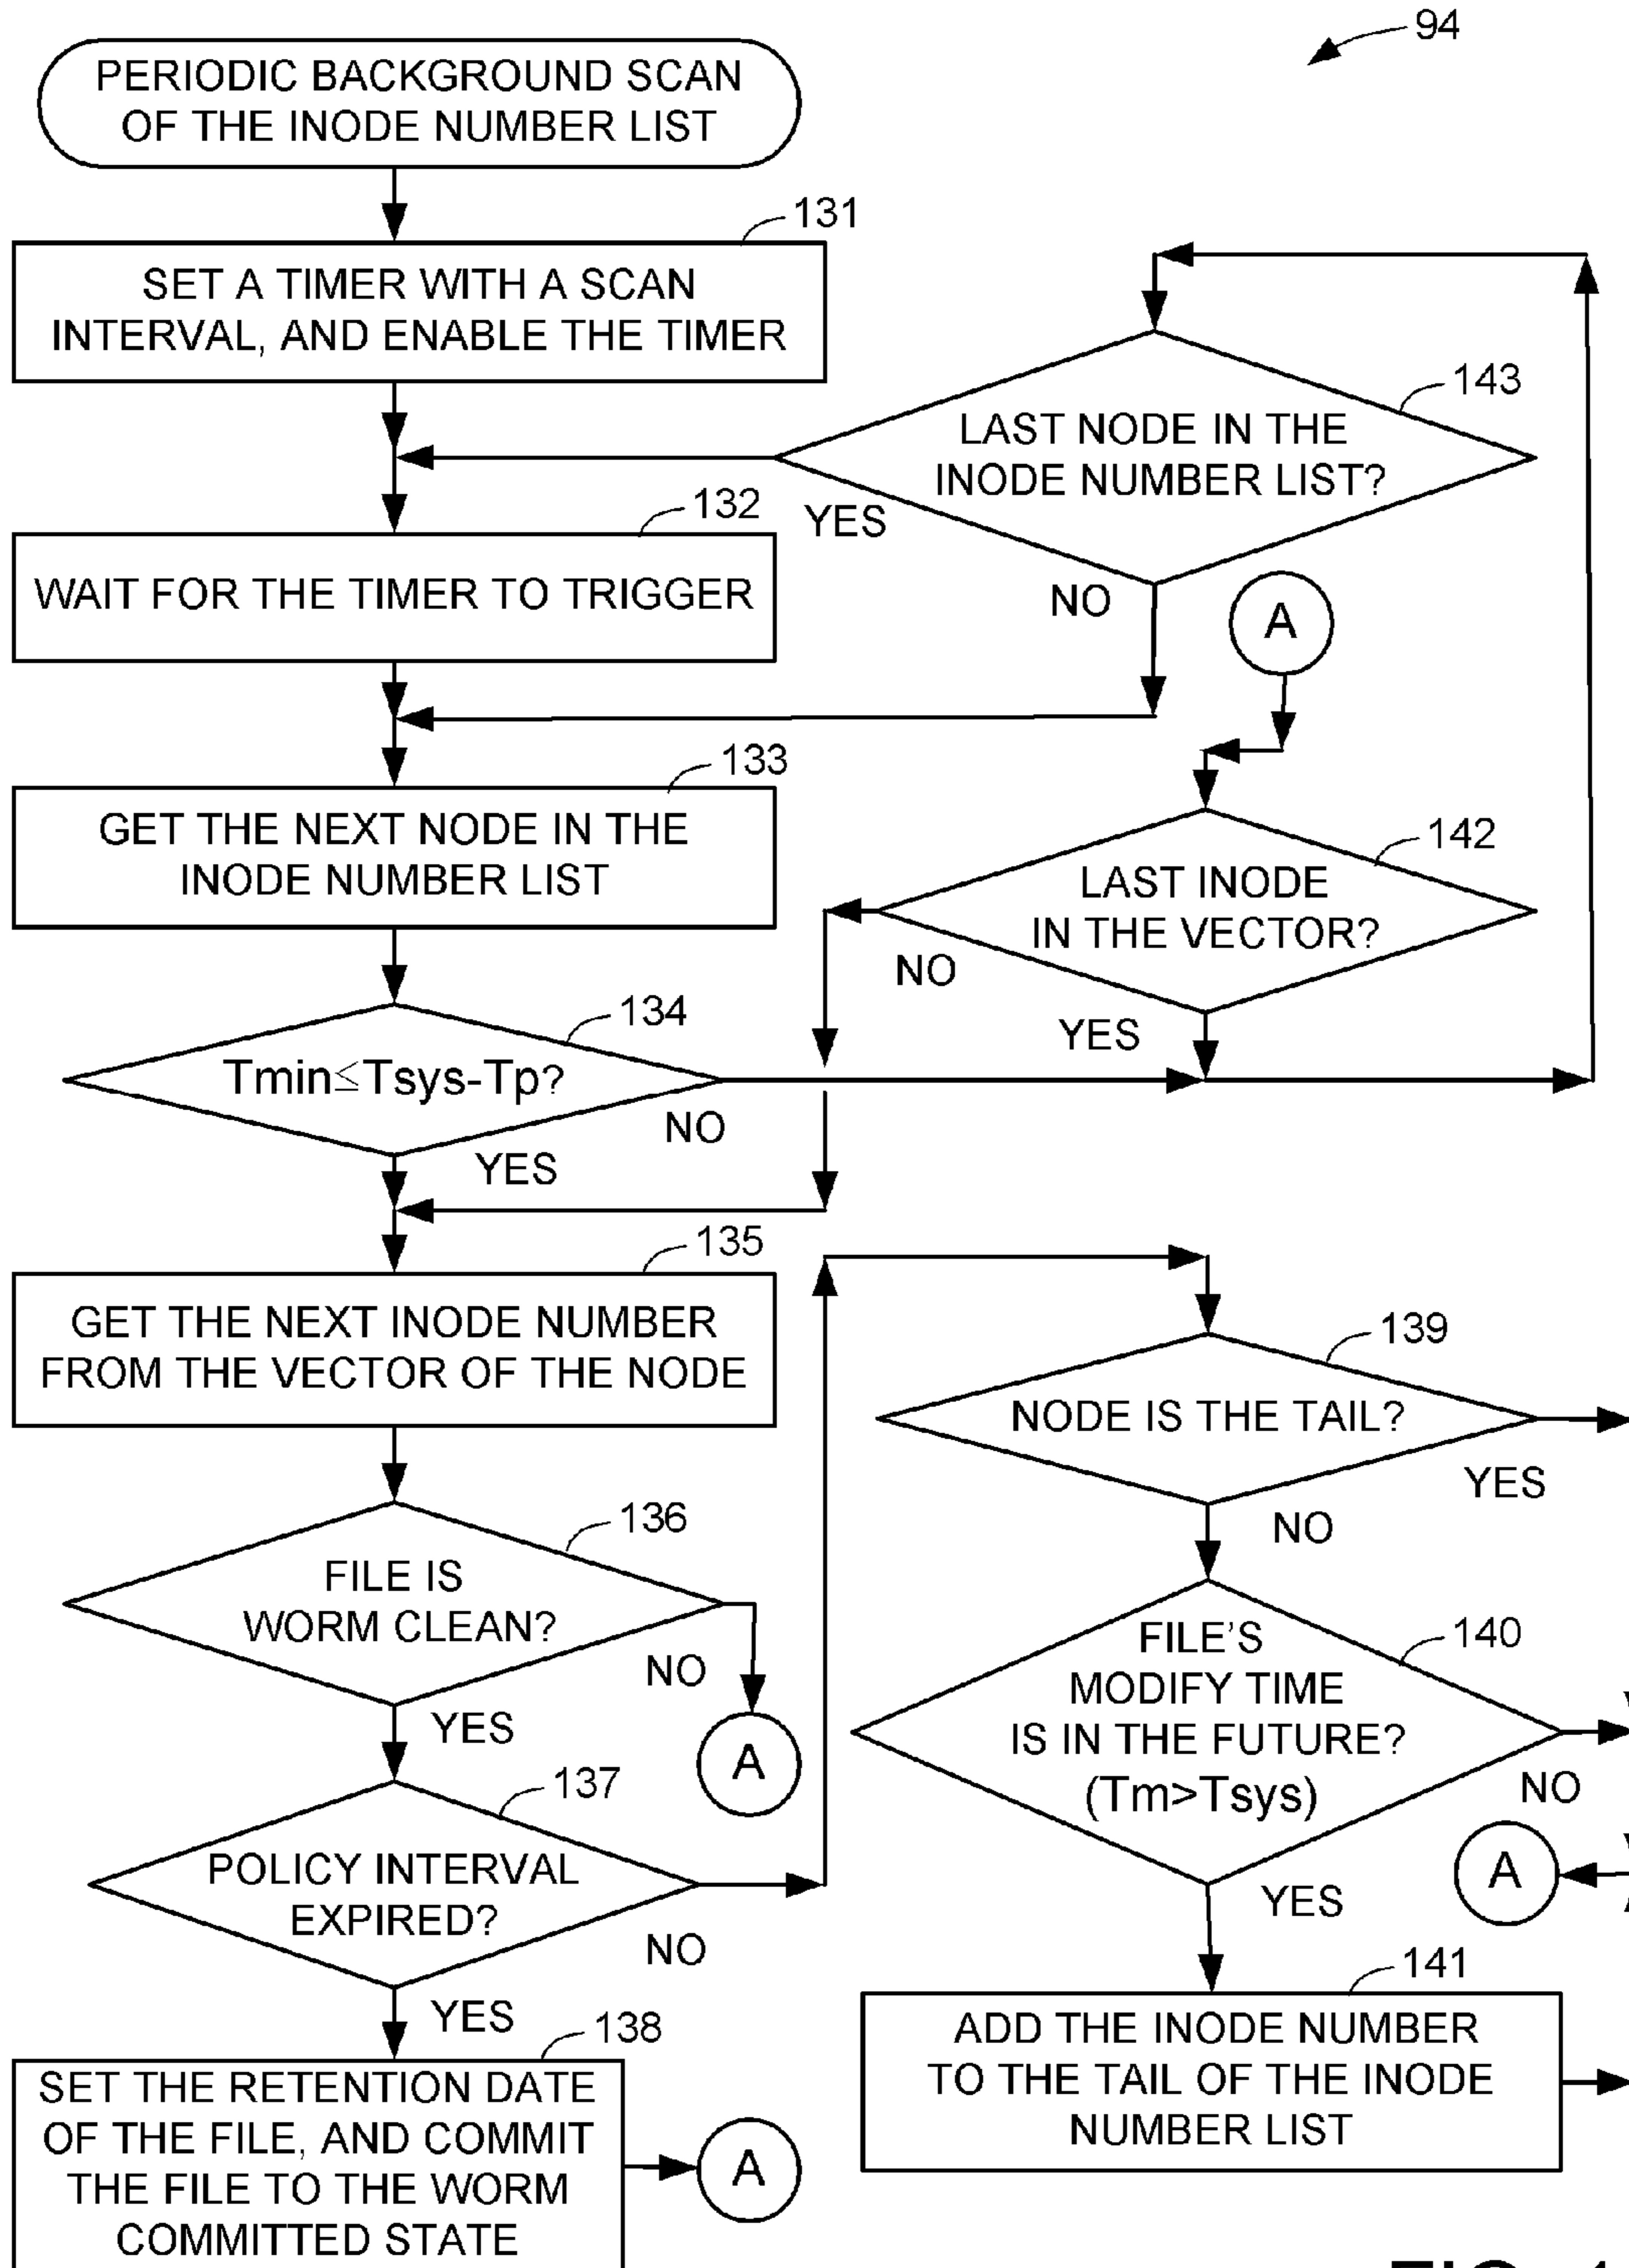 94
PERIODIC BACKGROUND SCAN
OF THE INODE NUMBER LIST
131
SET A TIMER WITH A SCAN
INTERVAL, AND ENABLE THE TIMER
143
LAST NODE IN THE
INODE NUMBER LIST?
YES
NO
132
WAIT FOR THE TIMER TO TRIGGER
A
133
GET THE NEXT NODE IN THE
INODE NUMBER LIST
142
LAST INODE
IN THE VECTOR?
NO
YES
134
Tmin≤Tsys-Tp?
NO
YES
135
GET THE NEXT INODE NUMBER
FROM THE VECTOR OF THE NODE
139
NODE IS THE TAIL?
YES
NO
136
FILE IS
WORM CLEAN?
NO
YES
A
140
FILE'S
MODIFY TIME
IS IN THE FUTURE?
(Tm>Tsys)
NO
YES
A
137
POLICY INTERVAL
EXPIRED?
NO
YES
141
ADD THE INODE NUMBER
TO THE TAIL OF THE INODE
NUMBER LIST
138
SET THE RETENTION DATE
OF THE FILE, AND COMMIT
THE FILE TO THE WORM
COMMITTED STATE
A